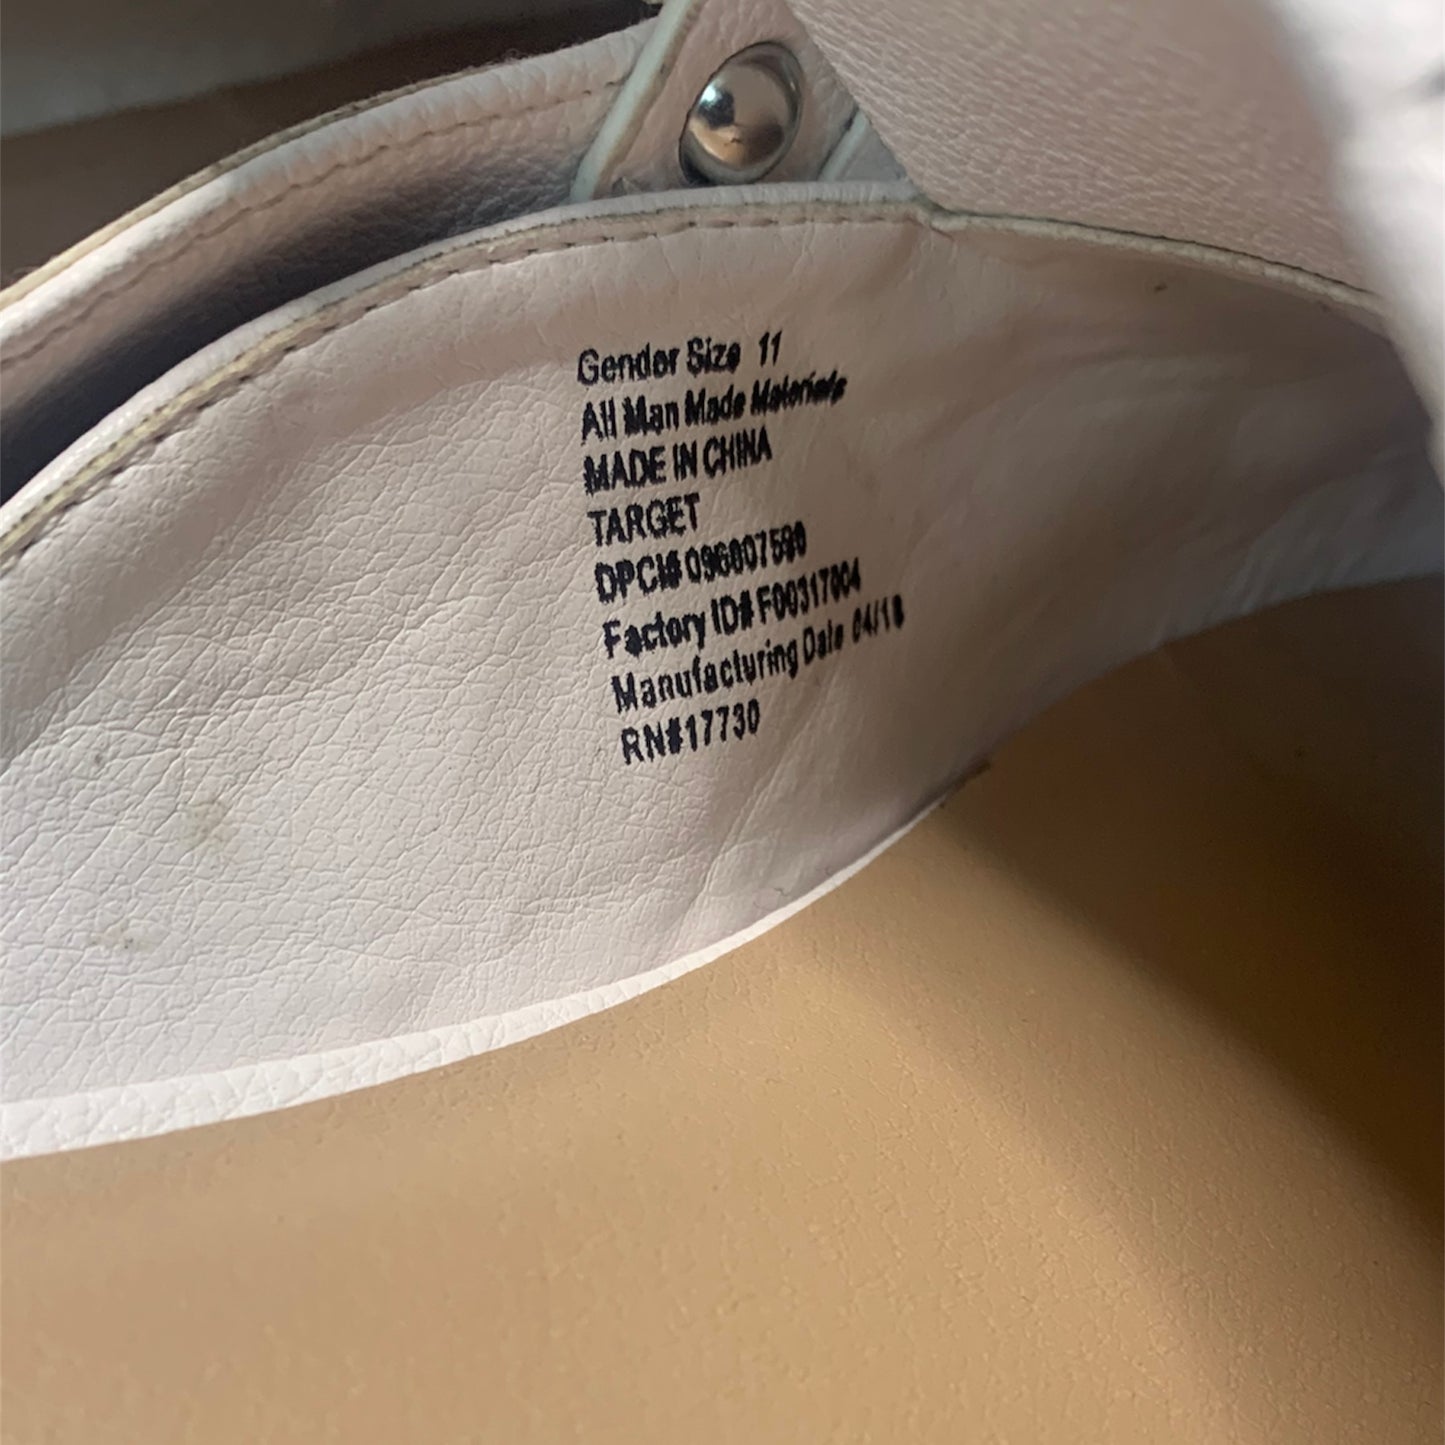 Gender Size 11
All Man Made Materials
MADE IN CHINA
TARGET
DPCI# 096007590
Factory ID# F00317004
Manufacturing Date 04/18
RN#17730